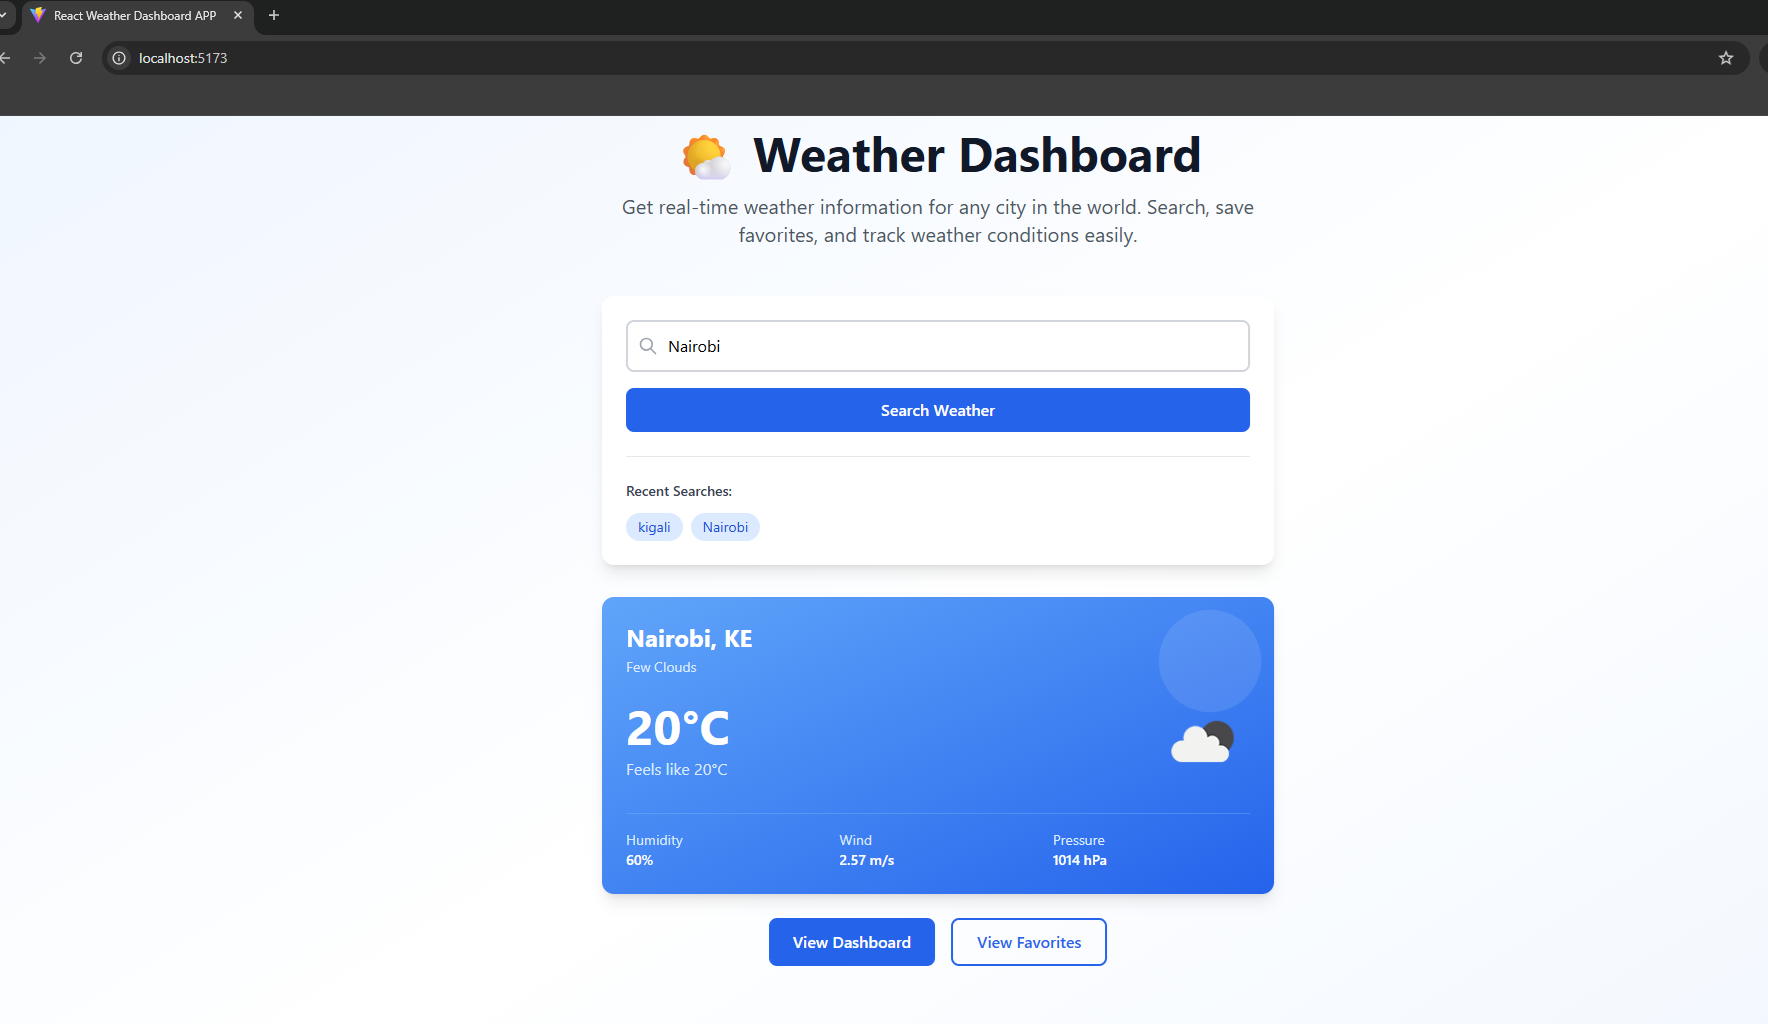 React Weather Dashboard APP
localhost:5173
Weather Dashboard
Get real-time weather information for any city in the world. Search, save
favorites, and track weather conditions easily.
Nairobi
Search Weather
Recent Searches:
kigali Nairobi
Nairobi, KE
Few Clouds
20°C
Feels like 20°C
Humidity Wind Pressure
60% 2.57 m/s 1014 hPa
View Dashboard View Favorites